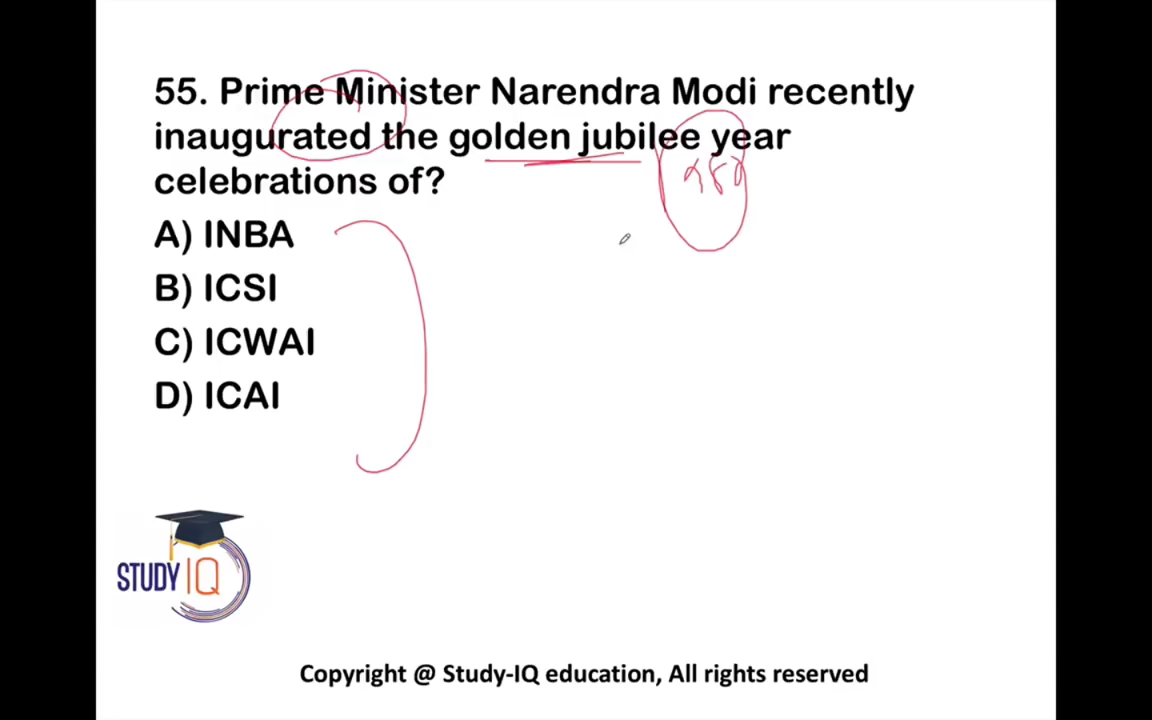 55. Prime Minister Narendra Modi recently
inaugurated the golden jubilee year
celebrations of?
A) INBA
B) ICSI
C) ICWAI
D) ICAI
STUDY IQ
Copyright @ Study-IQ education, All rights reserved